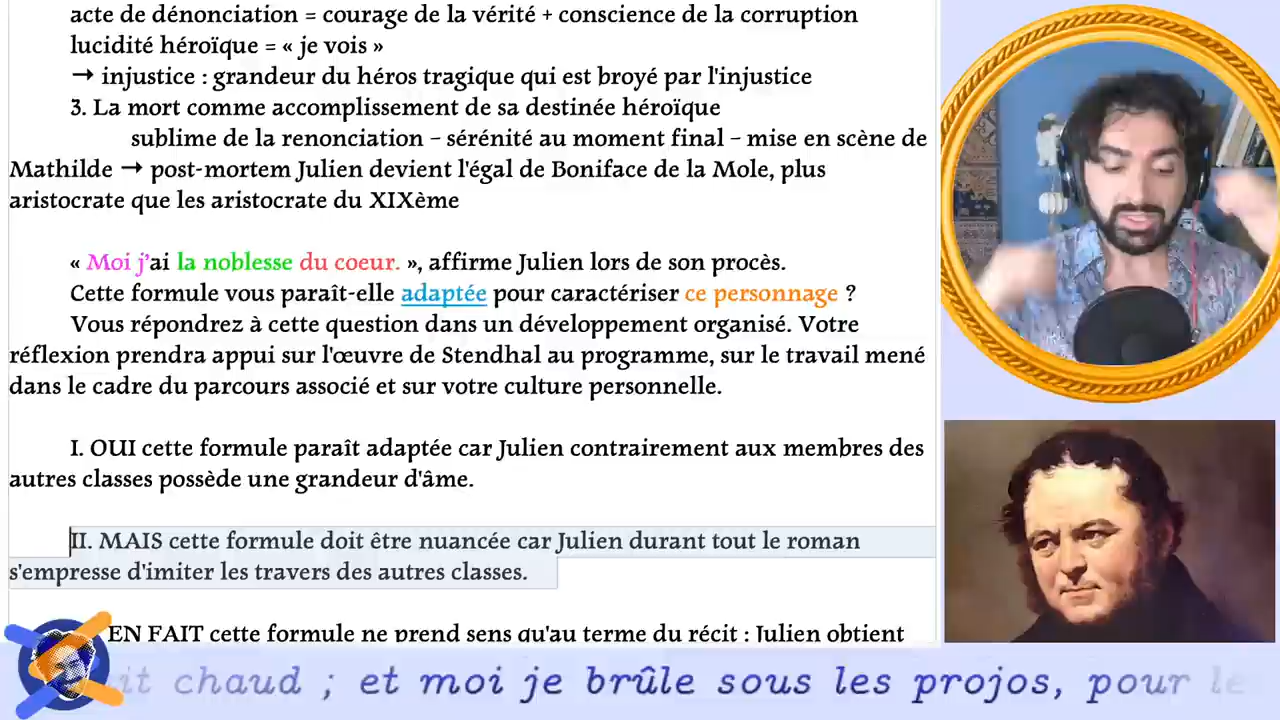 acte de dénonciation = courage de la vérité + conscience de la corruption
lucidité héroïque = « je vois »
→ injustice : grandeur du héros tragique qui est broyé par l'injustice
3. La mort comme accomplissement de sa destinée héroïque
sublime de la renonciation – sérénité au moment final – mise en scène de
Mathilde → post-mortem Julien devient l'égal de Boniface de la Mole, plus
aristocrate que les aristocrate du XIXème
« Moi j'ai la noblesse du coeur. », affirme Julien lors de son procès.
Cette formule vous paraît-elle adaptée pour caractériser ce personnage ?
Vous répondrez à cette question dans un développement organisé. Votre
réflexion prendra appui sur l'œuvre de Stendhal au programme, sur le travail mené
dans le cadre du parcours associé et sur votre culture personnelle.
I. OUI cette formule paraît adaptée car Julien contrairement aux membres des
autres classes possède une grandeur d'âme.
II. MAIS cette formule doit être nuancée car Julien durant tout le roman
s'empresse d'imiter les travers des autres classes.
EN FAIT cette formule ne prend sens qu'au terme du récit : Julien obtient
chaud ; et moi je brûle sous les projos, pour